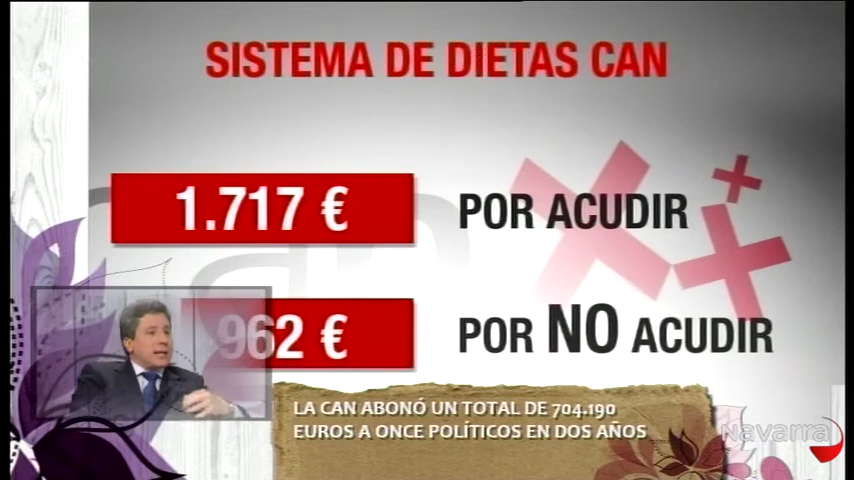 SISTEMA DE DIETAS CAN
1.717 €
POR ACUDIR
962 €
POR NO ACUDIR
LA CAN ABONÓ UN TOTAL DE 704.190
EUROS A ONCE POLÍTICOS EN DOS AÑOS
Navarra